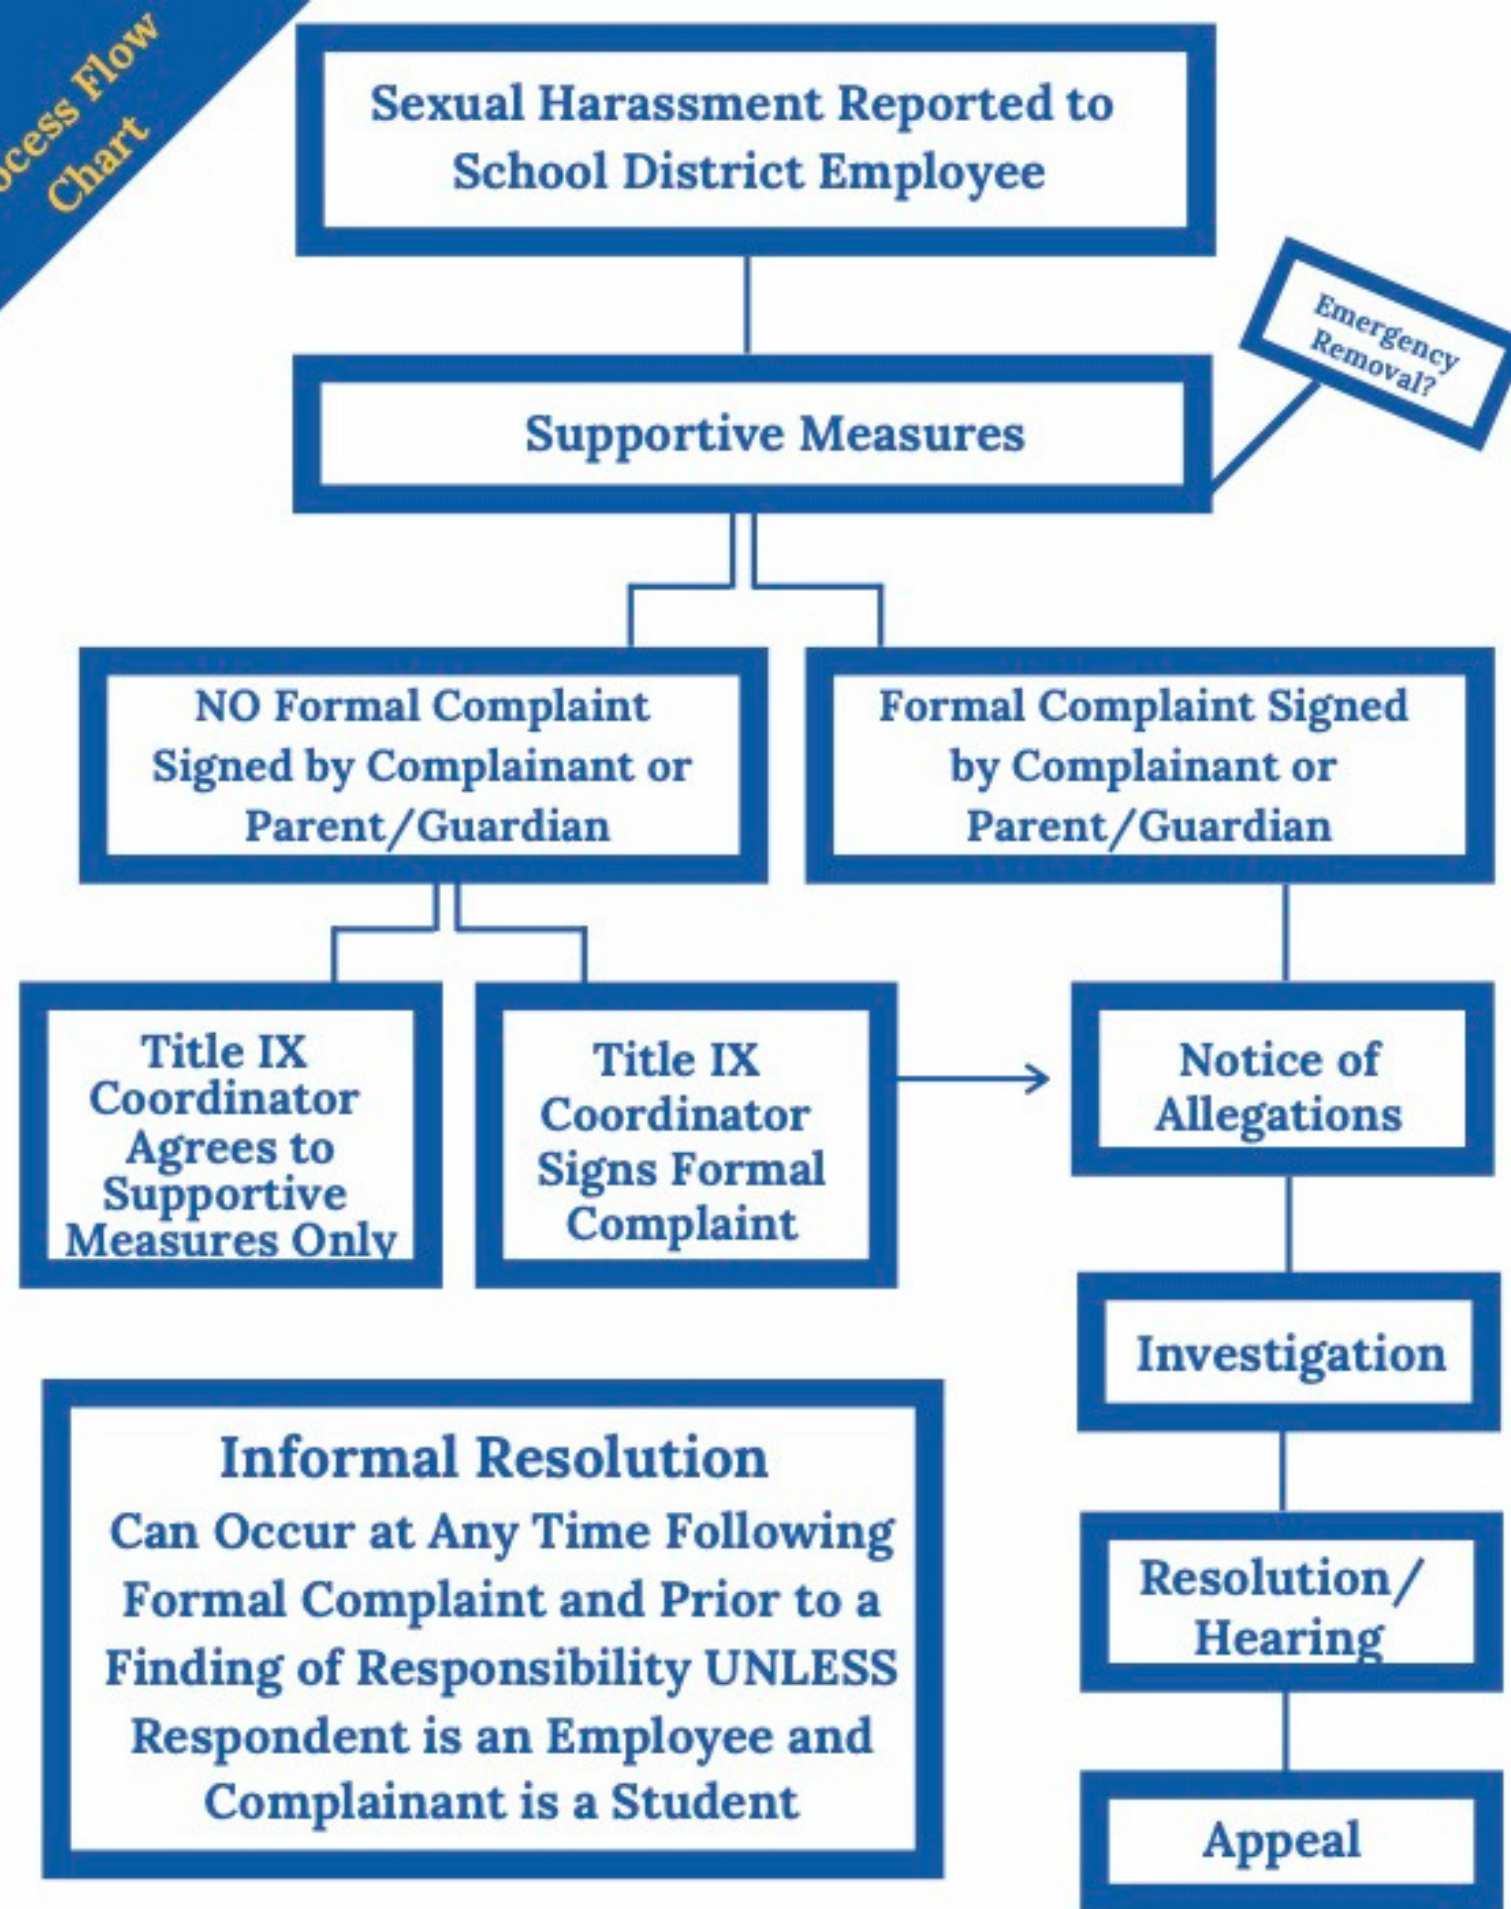 Flow
Chart
Sexual Harassment Reported to
School District Employee
Emergency
Removal?
Supportive Measures
NO Formal Complaint
Signed by Complainant or
Parent/Guardian
Formal Complaint Signed
by Complainant or
Parent/Guardian
Title IX
Coordinator
Agrees to
Supportive
Measures Only
Title IX
Coordinator
Signs Formal
Complaint
Notice of
Allegations
Investigation
Informal Resolution
Can Occur at Any Time Following
Formal Complaint and Prior to a
Finding of Responsibility UNLESS
Respondent is an Employee and
Complainant is a Student
Resolution/
Hearing
Appeal